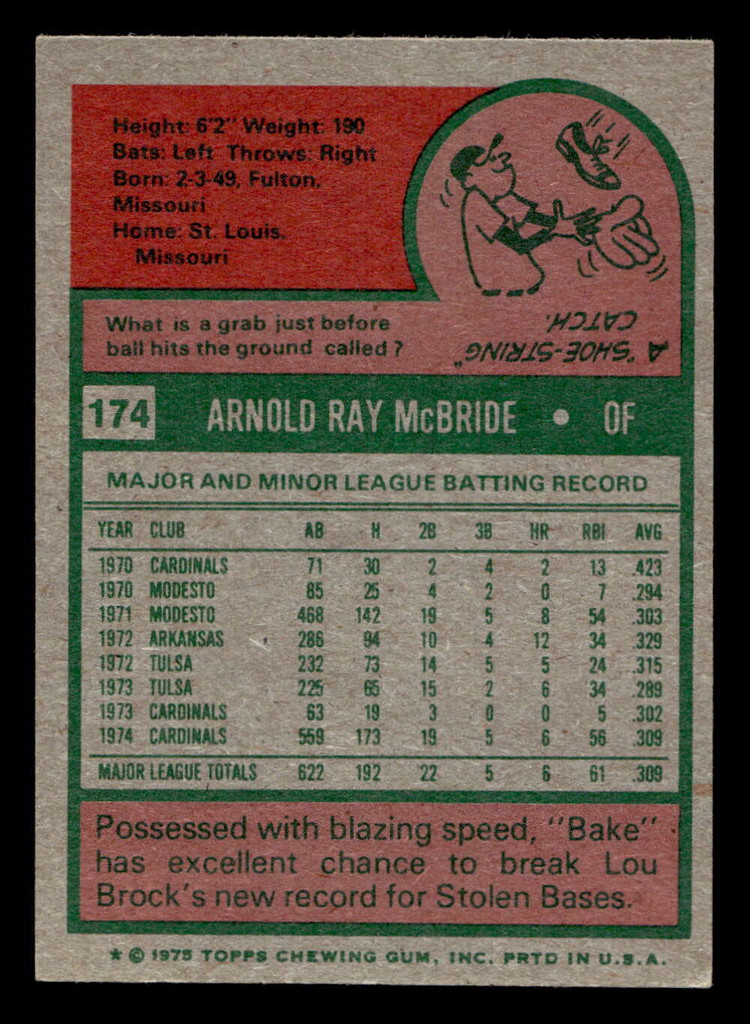 Height: 6'2" Weight: 190
Bats: Left Throws: Right
Born: 2-3-49, Fulton,
Missouri
Home: St. Louis,
Missouri
What is a grab just before
ball hits the ground called?
A "SHOE-STRING"
CATCH.
174 ARNOLD RAY McBRIDE • OF
MAJOR AND MINOR LEAGUE BATTING RECORD
YEAR CLUB AB H 2B 3B HR RBI AVG
1970 CARDINALS 71 30 2 4 2 13 .423
1970 MODESTO 85 25 4 2 0 7 .294
1971 MODESTO 468 142 19 5 8 54 .303
1972 ARKANSAS 286 94 10 4 12 34 .329
1972 TULSA 232 73 14 5 5 24 .315
1973 TULSA 225 65 15 2 6 34 .289
1973 CARDINALS 63 19 3 0 0 5 .302
1974 CARDINALS 559 173 19 5 6 56 .309
MAJOR LEAGUE TOTALS 622 192 22 5 6 61 .309
Possessed with blazing speed, "Bake"
has excellent chance to break Lou
Brock's new record for Stolen Bases.
★ © 1975 TOPPS CHEWING GUM, INC. PRTD IN U.S.A.